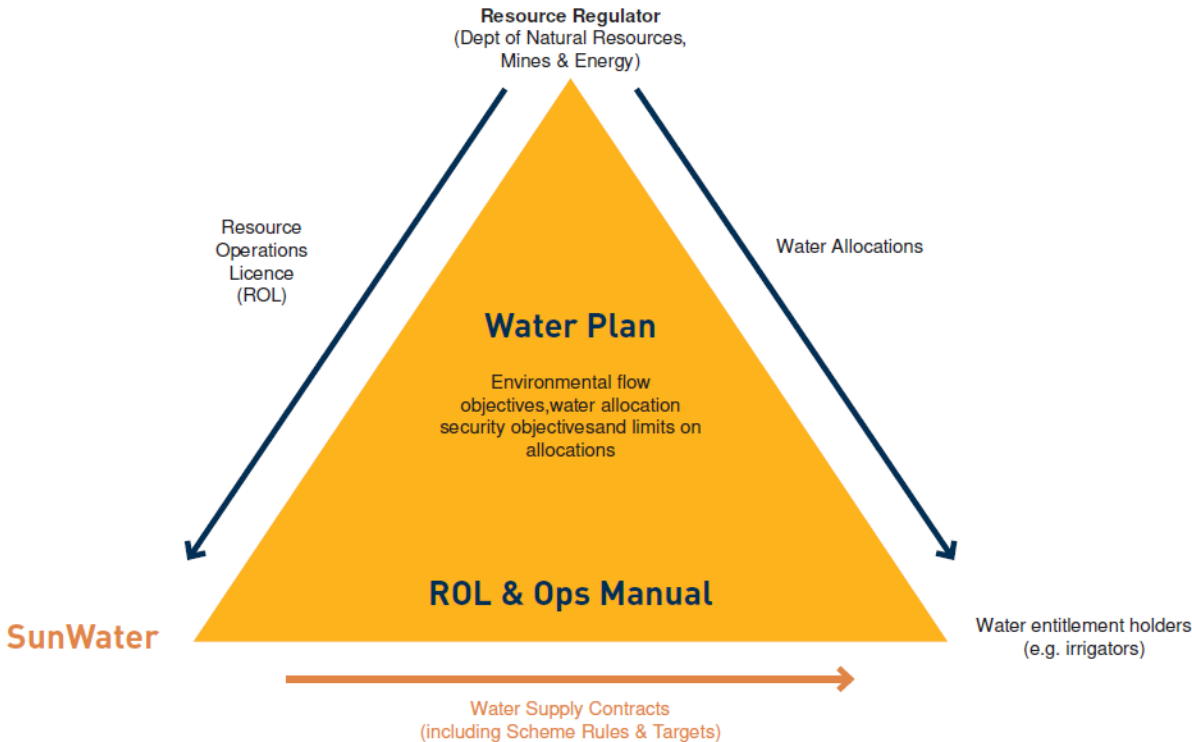 Resource Regulator
(Dept of Natural Resources,
Mines & Energy)
Resource
Operations
Licence
(ROL)
Water Allocations
Water Plan
Environmental flow
objectives,water allocation
security objectivesand limits on
allocations
ROL & Ops Manual
SunWater
Water entitlement holders
(e.g. irrigators)
Water Supply Contracts
(including Scheme Rules & Targets)